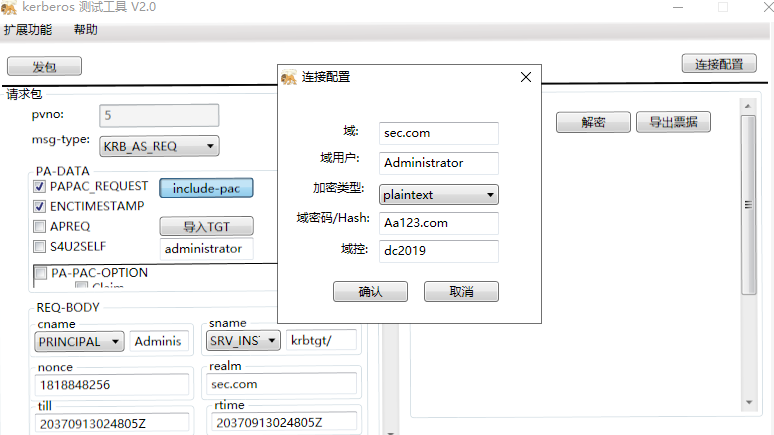 kerberos 测试工具 V2.0
扩展功能 帮助
发包
连接配置
请求包
pvno: 5
msg-type: KRB_AS_REQ
PA-DATA
PAPAC_REQUEST include-pac
ENCTIMESTAMP
APREQ 导入TGT
S4U2SELF administrator
PA-PAC-OPTION
Claim
REQ-BODY
cname
PRINCIPAL Adminis
sname
SRV_INS krbtgt/
nonce
1818848256
realm
sec.com
till
20370913024805Z
rtime
20370913024805Z
连接配置
域: sec.com
域用户: Administrator
加密类型: plaintext
域密码/Hash: Aa123.com
域控: dc2019
确认 取消
解密 导出票据